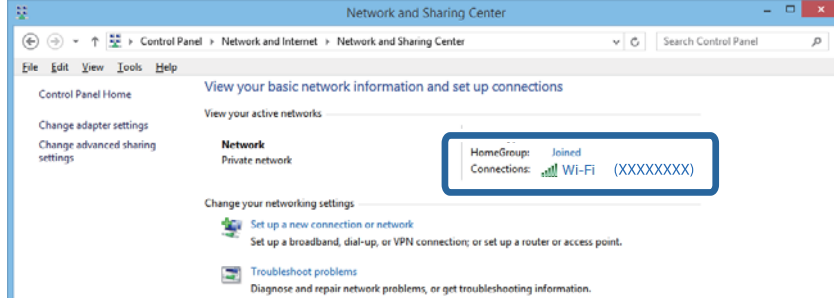 Network and Sharing Center
Control Panel Network and Internet Network and Sharing Center
Search Control Panel
File Edit View Tools Help
Control Panel Home
Change adapter settings
Change advanced sharing
settings
View your basic network information and set up connections
View your active networks
Network
Private network
HomeGroup: Joined
Connections: Wi-Fi (XXXXXXXX)
Change your networking settings
Set up a new connection or network
Set up a broadband, dial-up, or VPN connection; or set up a router or access point.
Troubleshoot problems
Diagnose and repair network problems, or get troubleshooting information.